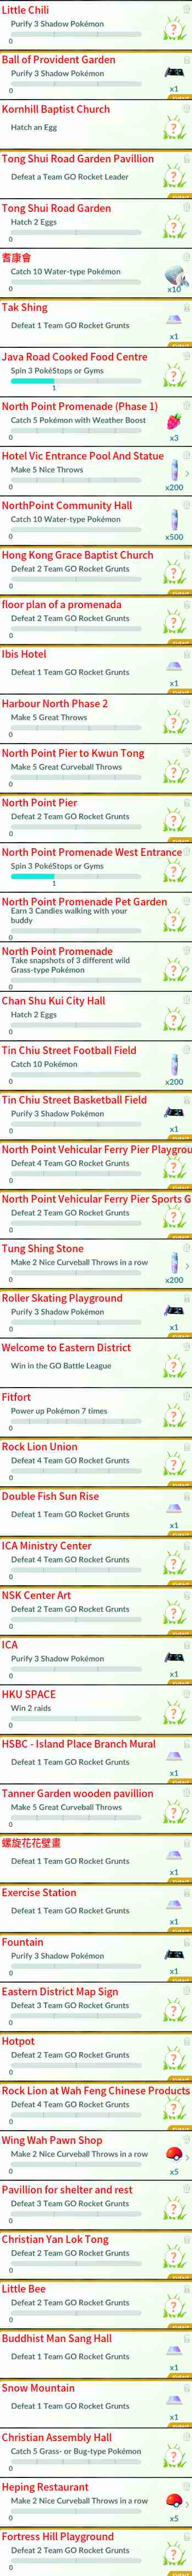 Little Chili
Purify 3 Shadow Pokémon
0
Ball of Provident Garden
Purify 3 Shadow Pokémon
0
x1
Kornhill Baptist Church
Hatch an Egg
Tong Shui Road Garden Pavillion
Defeat a Team GO Rocket Leader
Tong Shui Road Garden
Hatch 2 Eggs
0
耆康會
Catch 10 Water-type Pokémon
0
x10
Tak Shing
Defeat 1 Team GO Rocket Grunts
x1
Java Road Cooked Food Centre
Spin 3 PokéStops or Gyms
1
North Point Promenade (Phase 1)
Catch 5 Pokémon with Weather Boost
0
x3
Hotel Vic Entrance Pool And Statue
Make 5 Nice Throws
0
x200
NorthPoint Community Hall
Catch 10 Water-type Pokémon
0
x500
Hong Kong Grace Baptist Church
Defeat 2 Team GO Rocket Grunts
0
floor plan of a promenada
Defeat 2 Team GO Rocket Grunts
0
Ibis Hotel
Defeat 1 Team GO Rocket Grunts
x1
Harbour North Phase 2
Make 5 Great Throws
0
North Point Pier to Kwun Tong
Make 5 Great Curveball Throws
0
North Point Pier
Defeat 2 Team GO Rocket Grunts
0
North Point Promenade West Entrance
Spin 3 PokéStops or Gyms
1
North Point Promenade Pet Garden
Earn 3 Candies walking with your
buddy
0
North Point Promenade
Take snapshots of 3 different wild
Grass-type Pokémon
0
Chan Shu Kui City Hall
Hatch 2 Eggs
0
Tin Chiu Street Football Field
Catch 10 Pokémon
0
x200
Tin Chiu Street Basketball Field
Purify 3 Shadow Pokémon
0
x1
North Point Vehicular Ferry Pier Playgrou
Defeat 4 Team GO Rocket Grunts
0
North Point Vehicular Ferry Pier Sports G
Defeat 2 Team GO Rocket Grunts
0
Tung Shing Stone
Make 2 Nice Curveball Throws in a row
0
x200
Roller Skating Playground
Purify 3 Shadow Pokémon
0
x1
Welcome to Eastern District
Win in the GO Battle League
Fitfort
Power up Pokémon 7 times
0
Rock Lion Union
Defeat 4 Team GO Rocket Grunts
0
Double Fish Sun Rise
Defeat 1 Team GO Rocket Grunts
x1
ICA Ministry Center
Defeat 4 Team GO Rocket Grunts
0
NSK Center Art
Defeat 2 Team GO Rocket Grunts
0
ICA
Purify 3 Shadow Pokémon
0
x1
HKU SPACE
Win 2 raids
0
HSBC - Island Place Branch Mural
Defeat 1 Team GO Rocket Grunts
x1
Tanner Garden wooden pavillion
Make 5 Great Curveball Throws
0
螺旋花花壁畫
Defeat 1 Team GO Rocket Grunts
x1
Exercise Station
Defeat 1 Team GO Rocket Grunts
x1
Fountain
Purify 3 Shadow Pokémon
0
x1
Eastern District Map Sign
Defeat 3 Team GO Rocket Grunts
0
Hotpot
Defeat 2 Team GO Rocket Grunts
0
Rock Lion at Wah Feng Chinese Products
Defeat 4 Team GO Rocket Grunts
0
Wing Wah Pawn Shop
Make 2 Nice Curveball Throws in a row
0
x5
Pavillion for shelter and rest
Defeat 3 Team GO Rocket Grunts
0
Christian Yan Lok Tong
Defeat 2 Team GO Rocket Grunts
0
Little Bee
Defeat 2 Team GO Rocket Grunts
0
Buddhist Man Sang Hall
Defeat 1 Team GO Rocket Grunts
x1
Snow Mountain
Defeat 1 Team GO Rocket Grunts
x1
Christian Assembly Hall
Catch 5 Grass- or Bug-type Pokémon
0
Heping Restaurant
Make 2 Nice Curveball Throws in a row
0
x5
Fortress Hill Playground
Defeat 2 Team GO Rocket Grunts
0